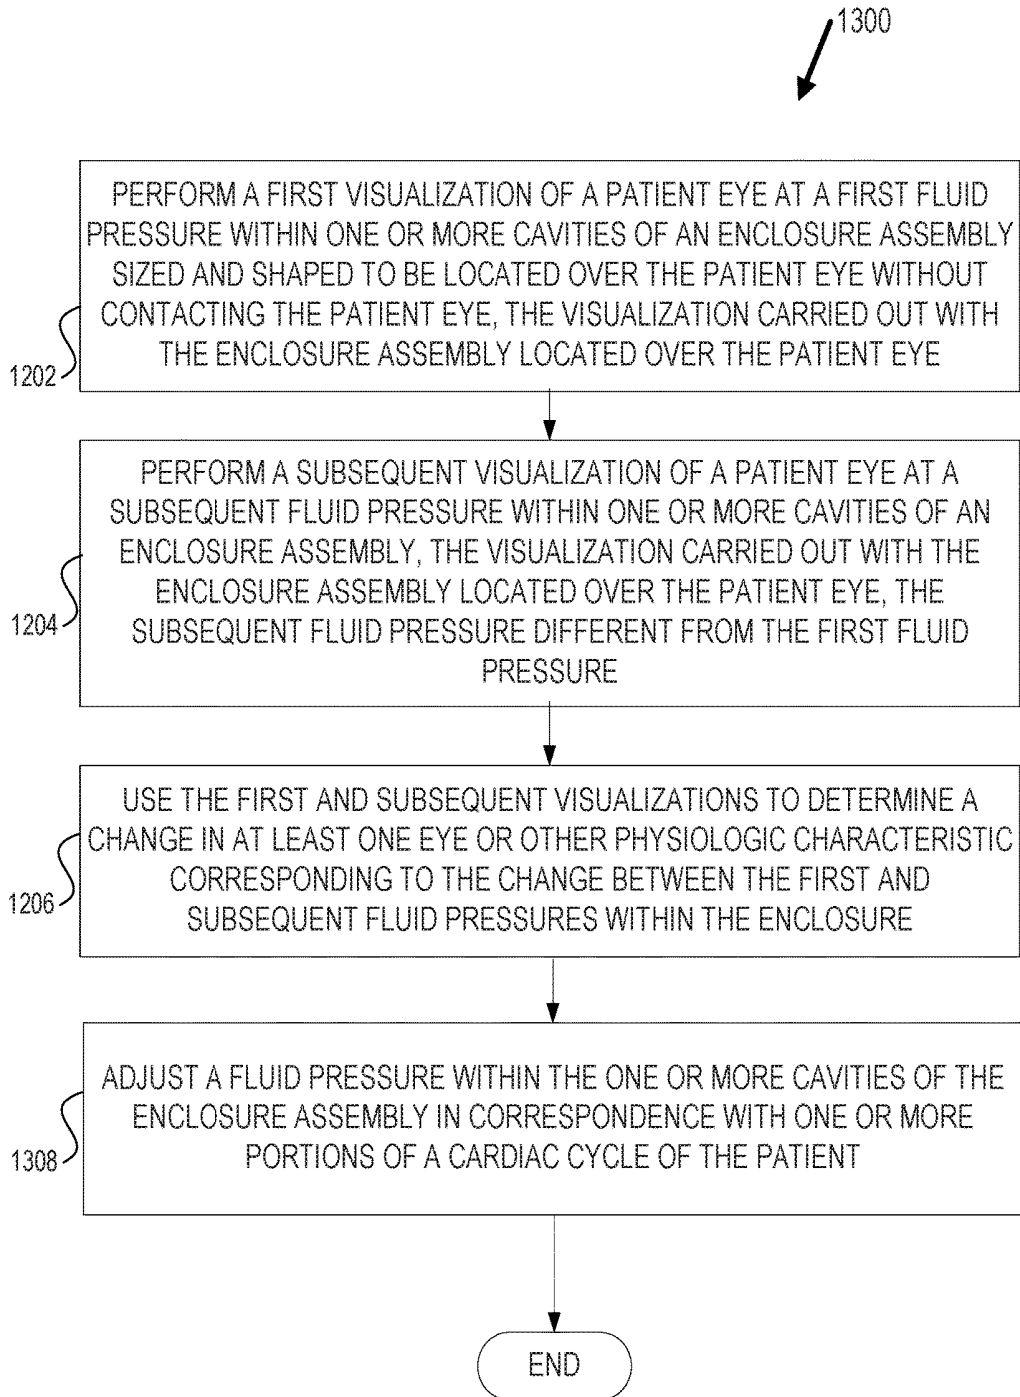 1300
PERFORM A FIRST VISUALIZATION OF A PATIENT EYE AT A FIRST FLUID
PRESSURE WITHIN ONE OR MORE CAVITIES OF AN ENCLOSURE ASSEMBLY
SIZED AND SHAPED TO BE LOCATED OVER THE PATIENT EYE WITHOUT
CONTACTING THE PATIENT EYE, THE VISUALIZATION CARRIED OUT WITH
THE ENCLOSURE ASSEMBLY LOCATED OVER THE PATIENT EYE
1202
PERFORM A SUBSEQUENT VISUALIZATION OF A PATIENT EYE AT A
SUBSEQUENT FLUID PRESSURE WITHIN ONE OR MORE CAVITIES OF AN
ENCLOSURE ASSEMBLY, THE VISUALIZATION CARRIED OUT WITH THE
ENCLOSURE ASSEMBLY LOCATED OVER THE PATIENT EYE, THE
SUBSEQUENT FLUID PRESSURE DIFFERENT FROM THE FIRST FLUID
PRESSURE
1204
USE THE FIRST AND SUBSEQUENT VISUALIZATIONS TO DETERMINE A
CHANGE IN AT LEAST ONE EYE OR OTHER PHYSIOLOGIC CHARACTERISTIC
CORRESPONDING TO THE CHANGE BETWEEN THE FIRST AND
SUBSEQUENT FLUID PRESSURES WITHIN THE ENCLOSURE
1206
ADJUST A FLUID PRESSURE WITHIN THE ONE OR MORE CAVITIES OF THE
ENCLOSURE ASSEMBLY IN CORRESPONDENCE WITH ONE OR MORE
PORTIONS OF A CARDIAC CYCLE OF THE PATIENT
1308
END